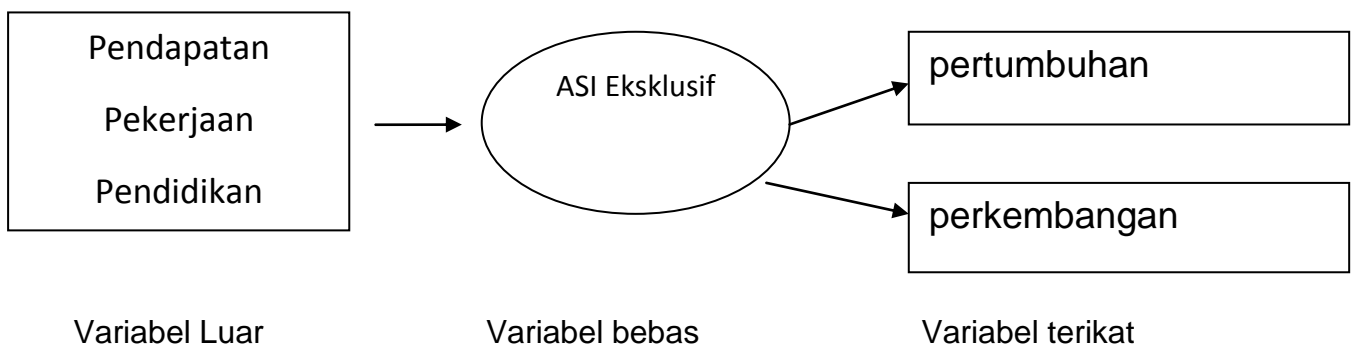 Pendapatan
Pekerjaan
Pendidikan
ASI Eksklusif
pertumbuhan
perkembangan
Variabel Luar
Variabel bebas
Variabel terikat